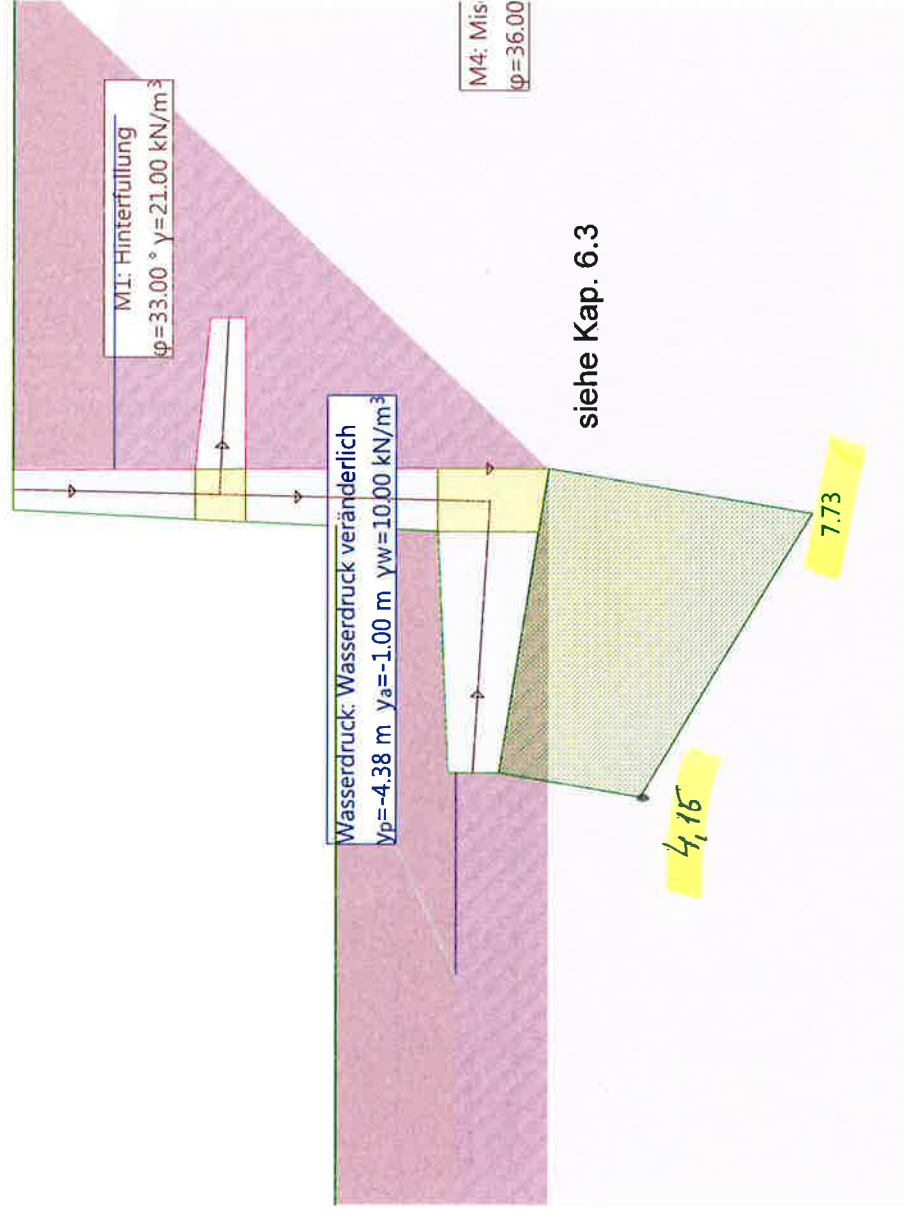 M1: Hinterfüllung
φ=33.00 ° γ=21.00 kN/m³
M4: Mis
φ=36.00
Wasserdruck: Wasserdruck veränderlich
yp=-4.38 m ya=-1.00 m γw=10.00 kN/m³
siehe Kap. 6.3
7.73
4,15